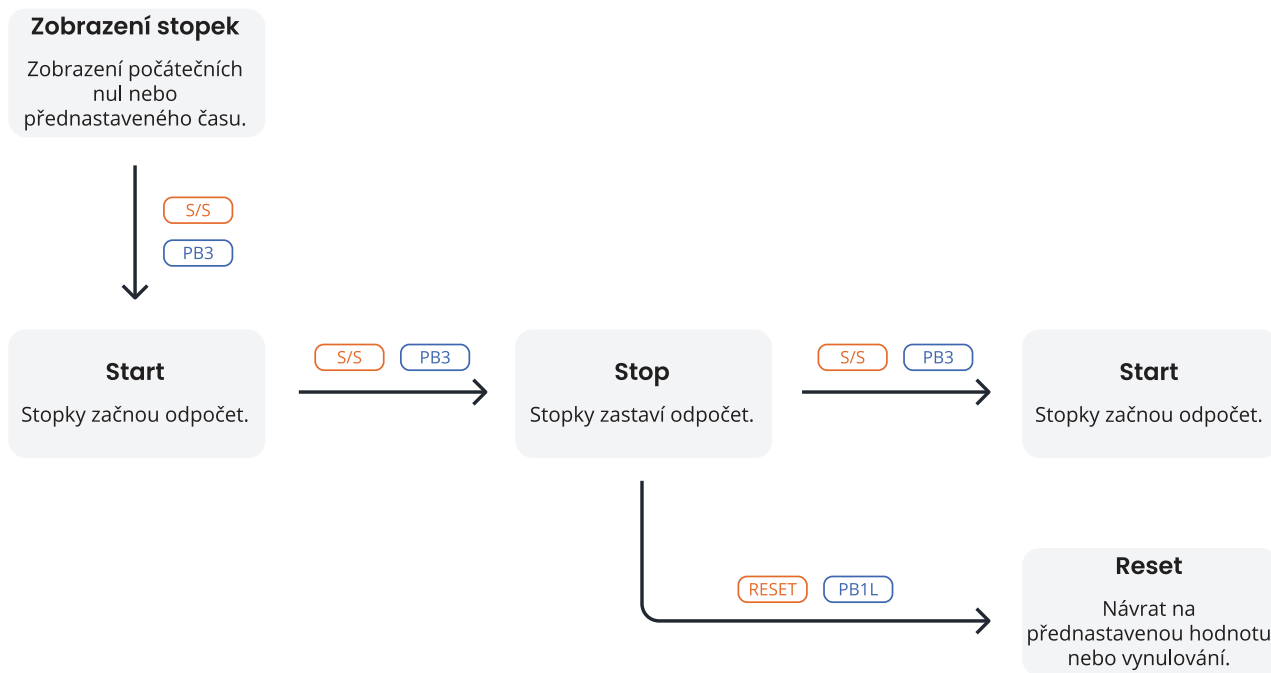 Zobrazení stopek
Zobrazení počátečních
nul nebo
přednastaveného času.
S/S
PB3
Start
Stopky začnou odpočet.
S/S PB3
Stop
Stopky zastaví odpočet.
S/S PB3
Start
Stopky začnou odpočet.
RESET PB1L
Reset
Návrat na
přednastavenou hodnotu
nebo vynulování.